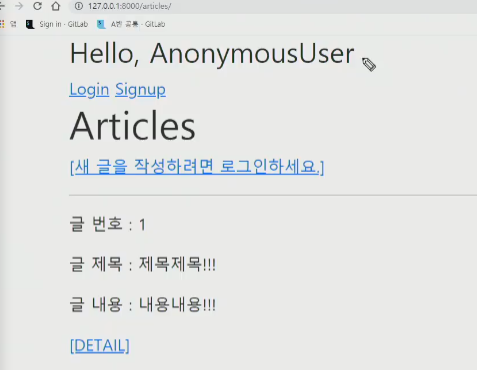 127.0.0.1:8000/articles/
앱 Sign in · GitLab A반 공통 · GitLab
Hello, AnonymousUser
Login Signup
Articles
[새 글을 작성하려면 로그인하세요.]
글 번호 : 1
글 제목 : 제목제목!!!
글 내용 : 내용내용!!!
[DETAIL]